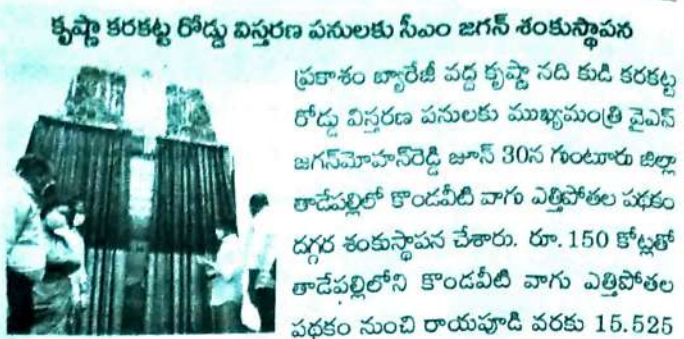 కృష్ణా కరకట్ట రోడ్డు విస్తరణ పనులకు సీఎం జగన్ శంకుస్థాపన
ప్రకాశం బ్యారేజీ వద్ద కృష్ణా నది కుడి కరకట్ట
రోడ్డు విస్తరణ పనులకు ముఖ్యమంత్రి వైఎస్
జగన్‌మోహన్‌రెడ్డి జూన్ 30న గుంటూరు జిల్లా
తాడేపల్లిలో కొండవీటి వాగు ఎత్తిపోతల పథకం
దగ్గర శంకుస్థాపన చేశారు. రూ. 150 కోట్లతో
తాడేపల్లిలోని కొండవీటి వాగు ఎత్తిపోతల
పథకం నుంచి రాయపూడి వరకు 15.525